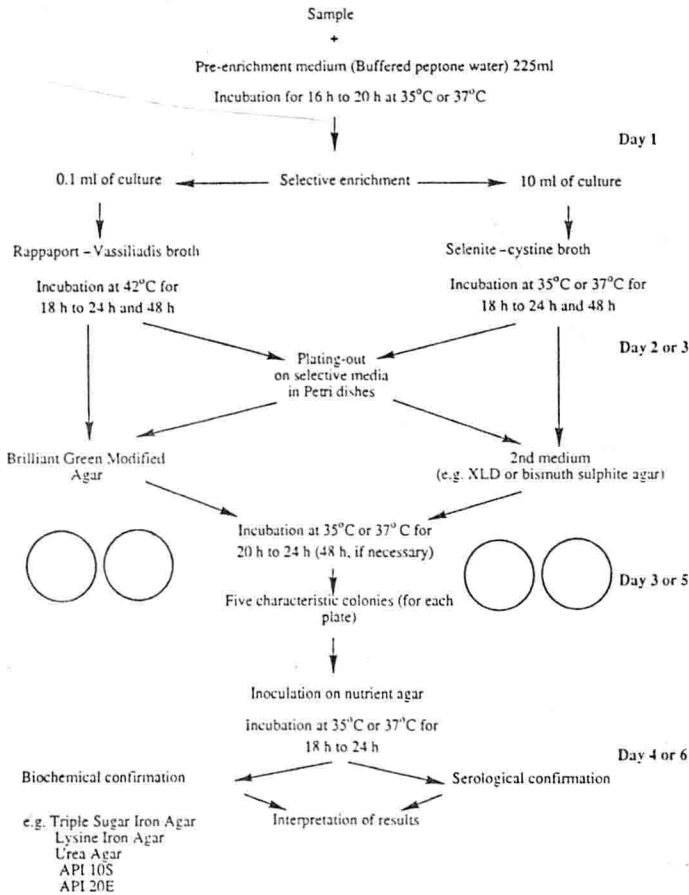 Sample
+
Pre-enrichment medium (Buffered peptone water) 225ml
Incubation for 16 h to 20 h at 35°C or 37°C
Day 1
0.1 ml of culture
Selective enrichment
10 ml of culture
Rappaport – Vassiliadis broth
Selenite –cystine broth
Incubation at 42°C for
18 h to 24 h and 48 h
Incubation at 35°C or 37°C for
18 h to 24 h and 48 h
Day 2 or 3
Plating-out
on selective media
in Petri dishes
Brilliant Green Modified
Agar
2nd medium
(e.g. XLD or bismuth sulphite agar)
Incubation at 35°C or 37°C for
20 h to 24 h (48 h, if necessary)
Day 3 or 5
Five characteristic colonies (for each
plate)
Inoculation on nutrient agar
incubation at 35°C or 37°C for
18 h to 24 h
Day 4 or 6
Biochemical confirmation
Serological confirmation
Interpretation of results
e.g. Triple Sugar Iron Agar
Lysine Iron Agar
Urea Agar
API 10S
API 20E